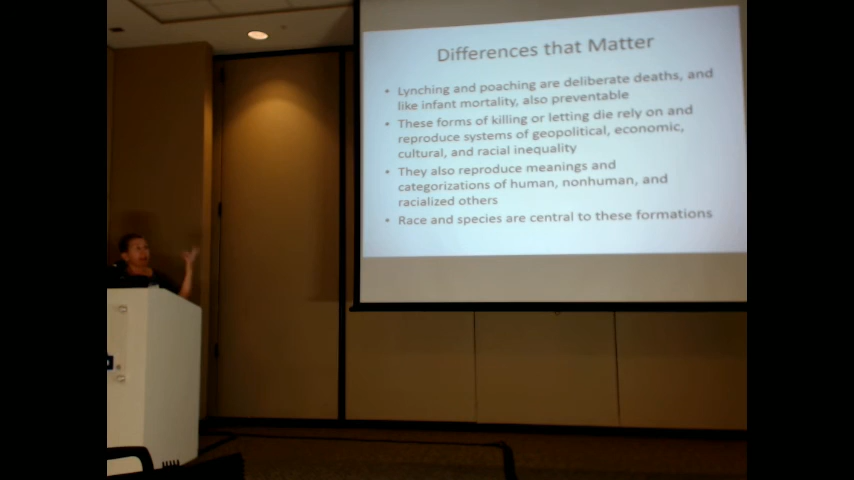 Differences that Matter
• Lynching and poaching are deliberate deaths, and
like infant mortality, also preventable
• These forms of killing or letting die rely on and
reproduce systems of geopolitical, economic,
cultural, and racial inequality
• They also reproduce meanings and
categorizations of human, nonhuman, and
racialized others
• Race and species are central to these formations